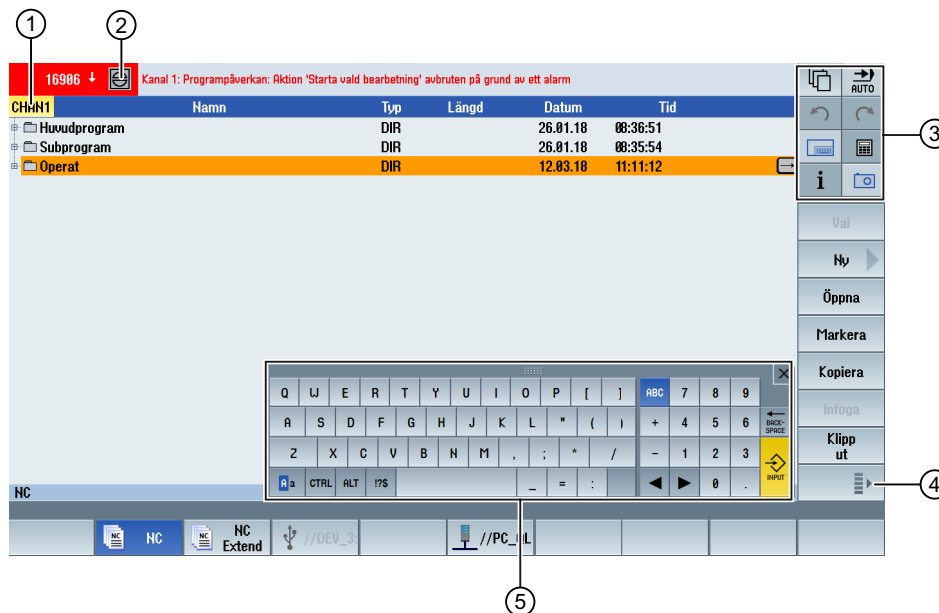 1 2
16906 ↓ Kanal 1: Programpåverkan: Aktion 'Starta vald bearbetning' avbruten på grund av ett alarm
CHAN1 Namn Typ Längd Datum Tid
Huvudprogram DIR 26.01.18 08:36:51
Subprogram DIR 26.01.18 08:35:54
Operat DIR 12.03.18 11:11:12
AUTO
3
i
Val
Ny
Öppna
Markera
Kopiera
Infoga
Klipp
ut
4
Q W E R T Y U I O P [ ] ABC 7 8 9
A S D F G H J K L " ( ) + 4 5 6 BACK-
SPACE
Z X C V B N M , ; * / - 1 2 3
INPUT
Aa CTRL ALT !?$ _ = : ◀ ▶ 0 .
NC
NC NC
NC NC
Extend
//DEV_3:
//PC_QL
5